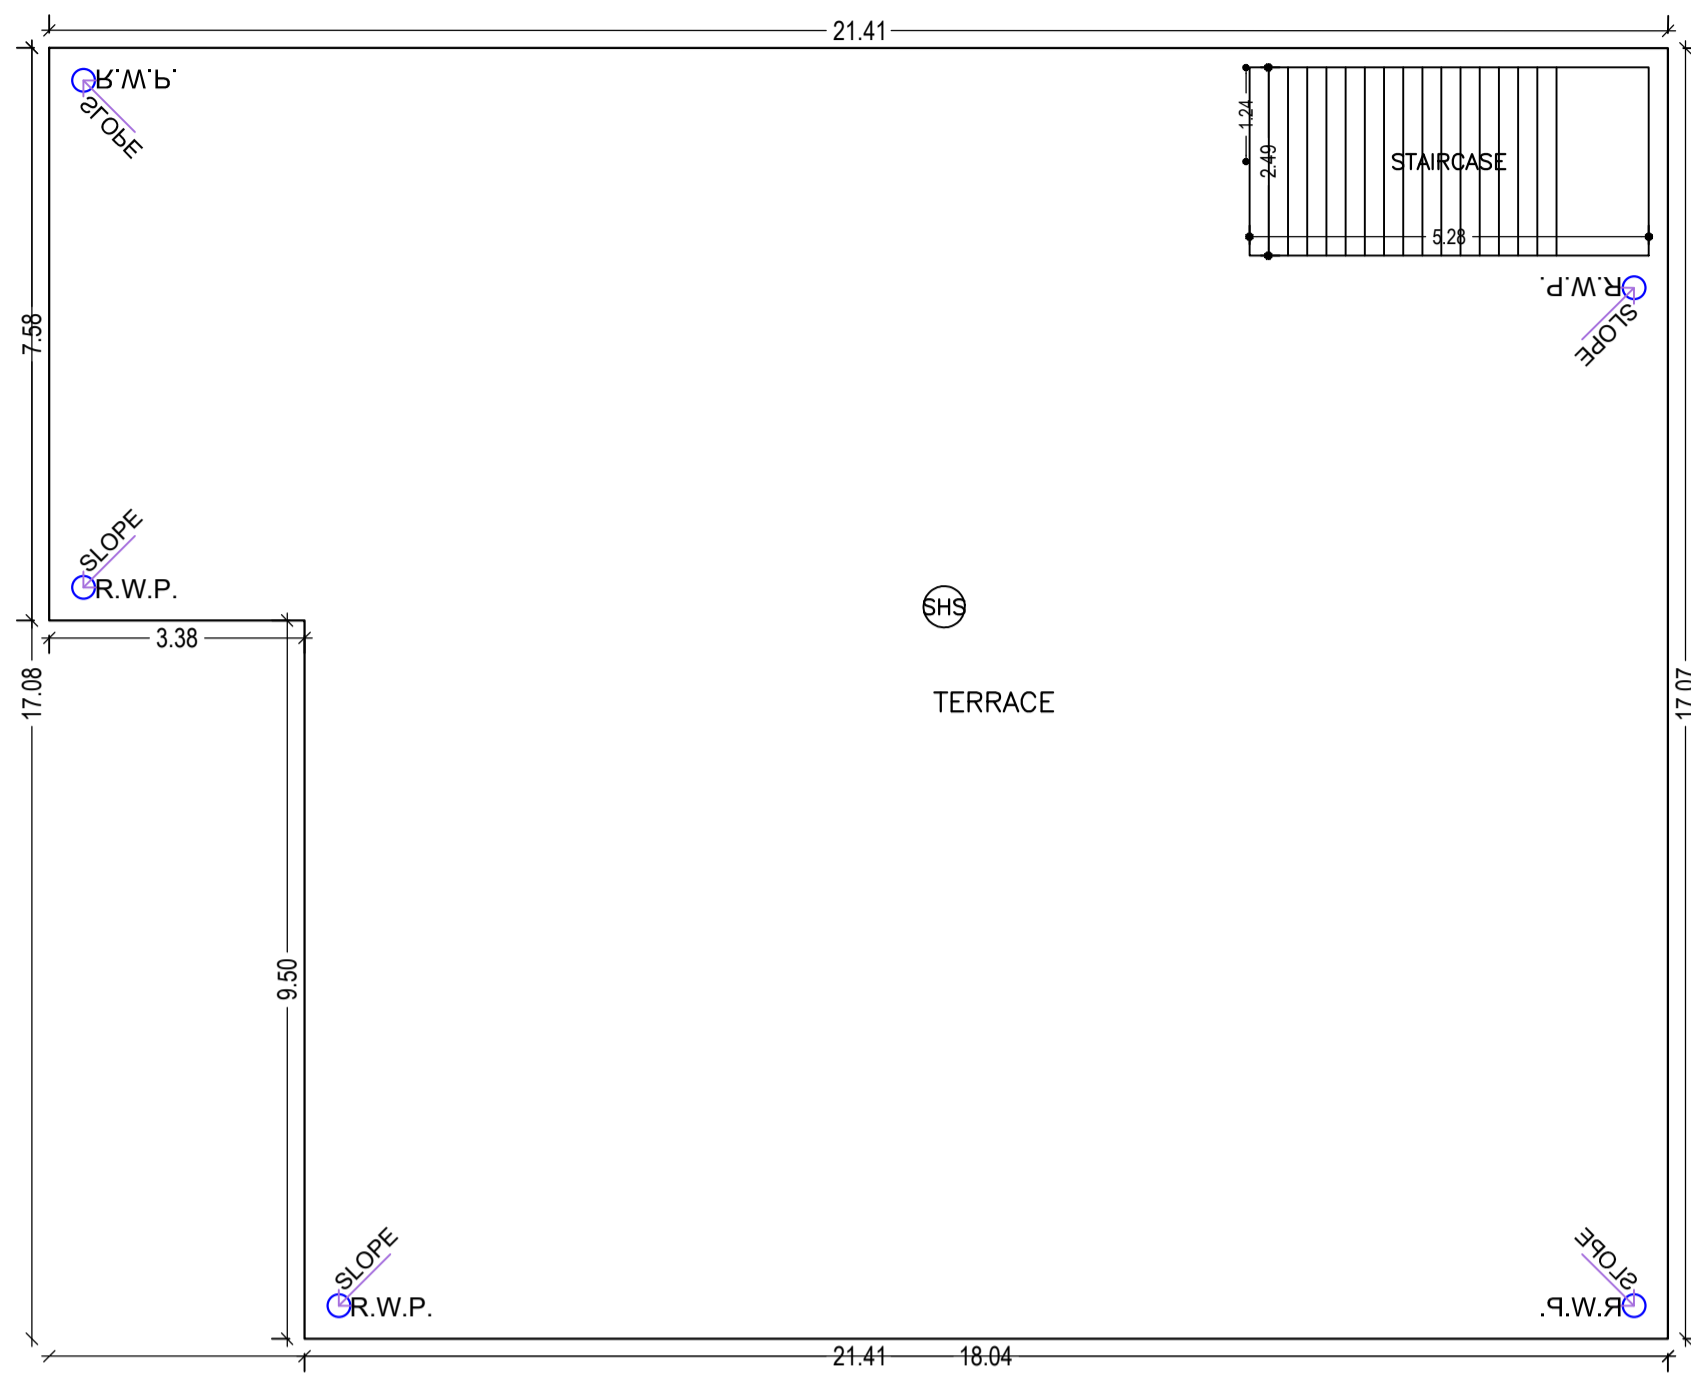 21.41
R.W.P.
SLOPE
1.24
2.49
STAIRCASE
5.28
R.W.P.
SLOPE
7.58
SLOPE
R.W.P.
SHS
3.38
17.08
TERRACE
17.07
9.50
SLOPE
R.W.P.
SLOPE
R.W.P.
21.41
18.04